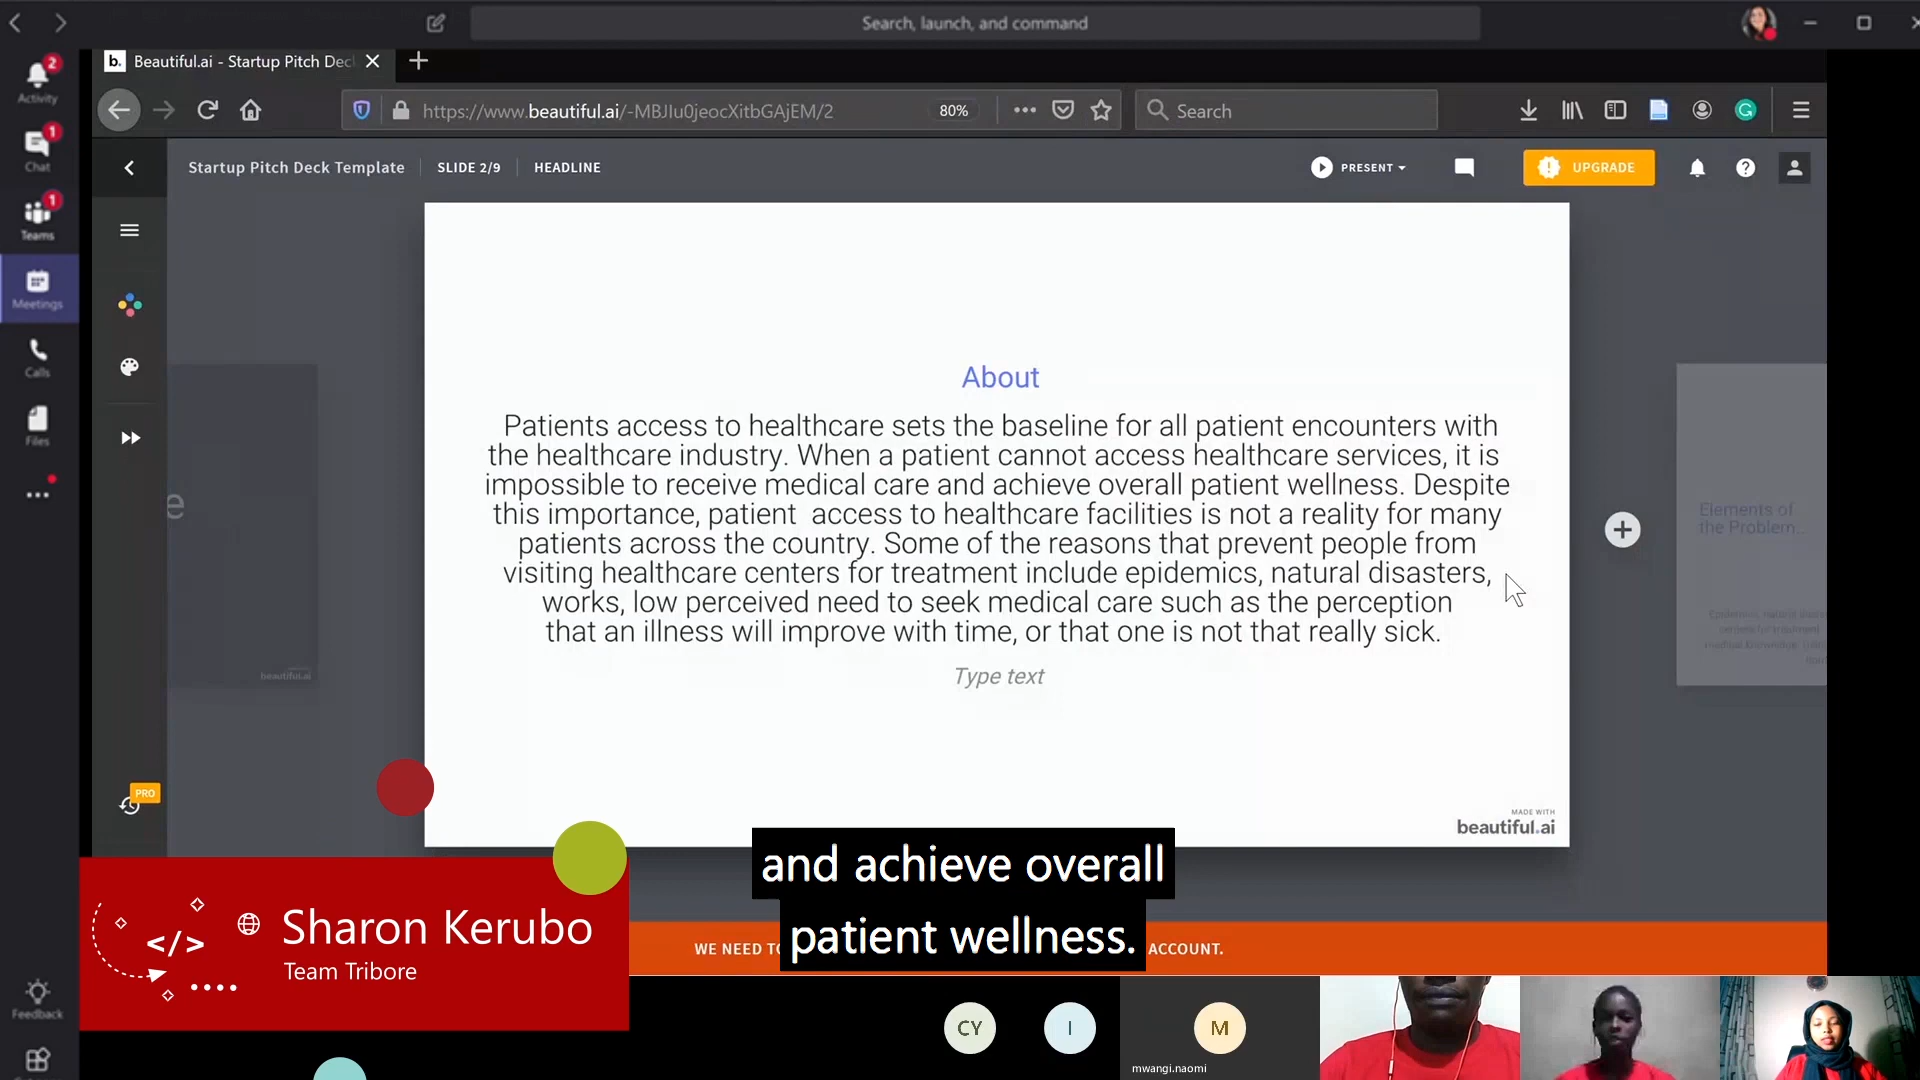 Search, launch, and command
b. Beautiful.ai - Startup Pitch Dec
2
Activity
https://www.beautiful.ai/-MBJIu0jeocXitbGAjEM/2
80%
Search
G
1
Chat
Startup Pitch Deck Template
SLIDE 2/9
HEADLINE
PRESENT
UPGRADE
1
Teams
Meetings
Calls
Files
About
Patients access to healthcare sets the baseline for all patient encounters with
the healthcare industry. When a patient cannot access healthcare services, it is
impossible to receive medical care and achieve overall patient wellness. Despite
this importance, patient access to healthcare facilities is not a reality for many
patients across the country. Some of the reasons that prevent people from
visiting healthcare centers for treatment include epidemics, natural disasters,
works, low perceived need to seek medical care such as the perception
that an illness will improve with time, or that one is not that really sick.
Type text
e
beautiful.ai
Elements of
the Problem...
PRO
MADE WITH
beautiful.ai
and achieve overall
patient wellness.
</>
Sharon Kerubo
Team Tribore
WE NEED TO
ACCOUNT.
Feedback
CY
I
M
mwangi.naomi